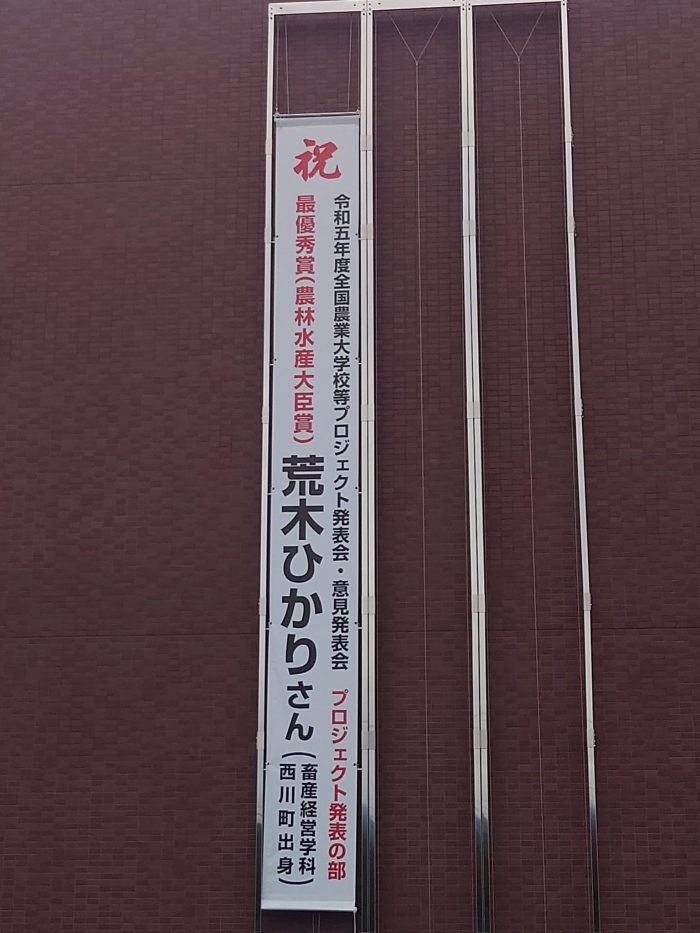 祝
令和五年度全国農業大学校等プロジェクト発表会・意見発表会 プロジェクト発表の部
最優秀賞(農林水産大臣賞) 荒木ひかりさん
(畜産経営学科
西川町出身)